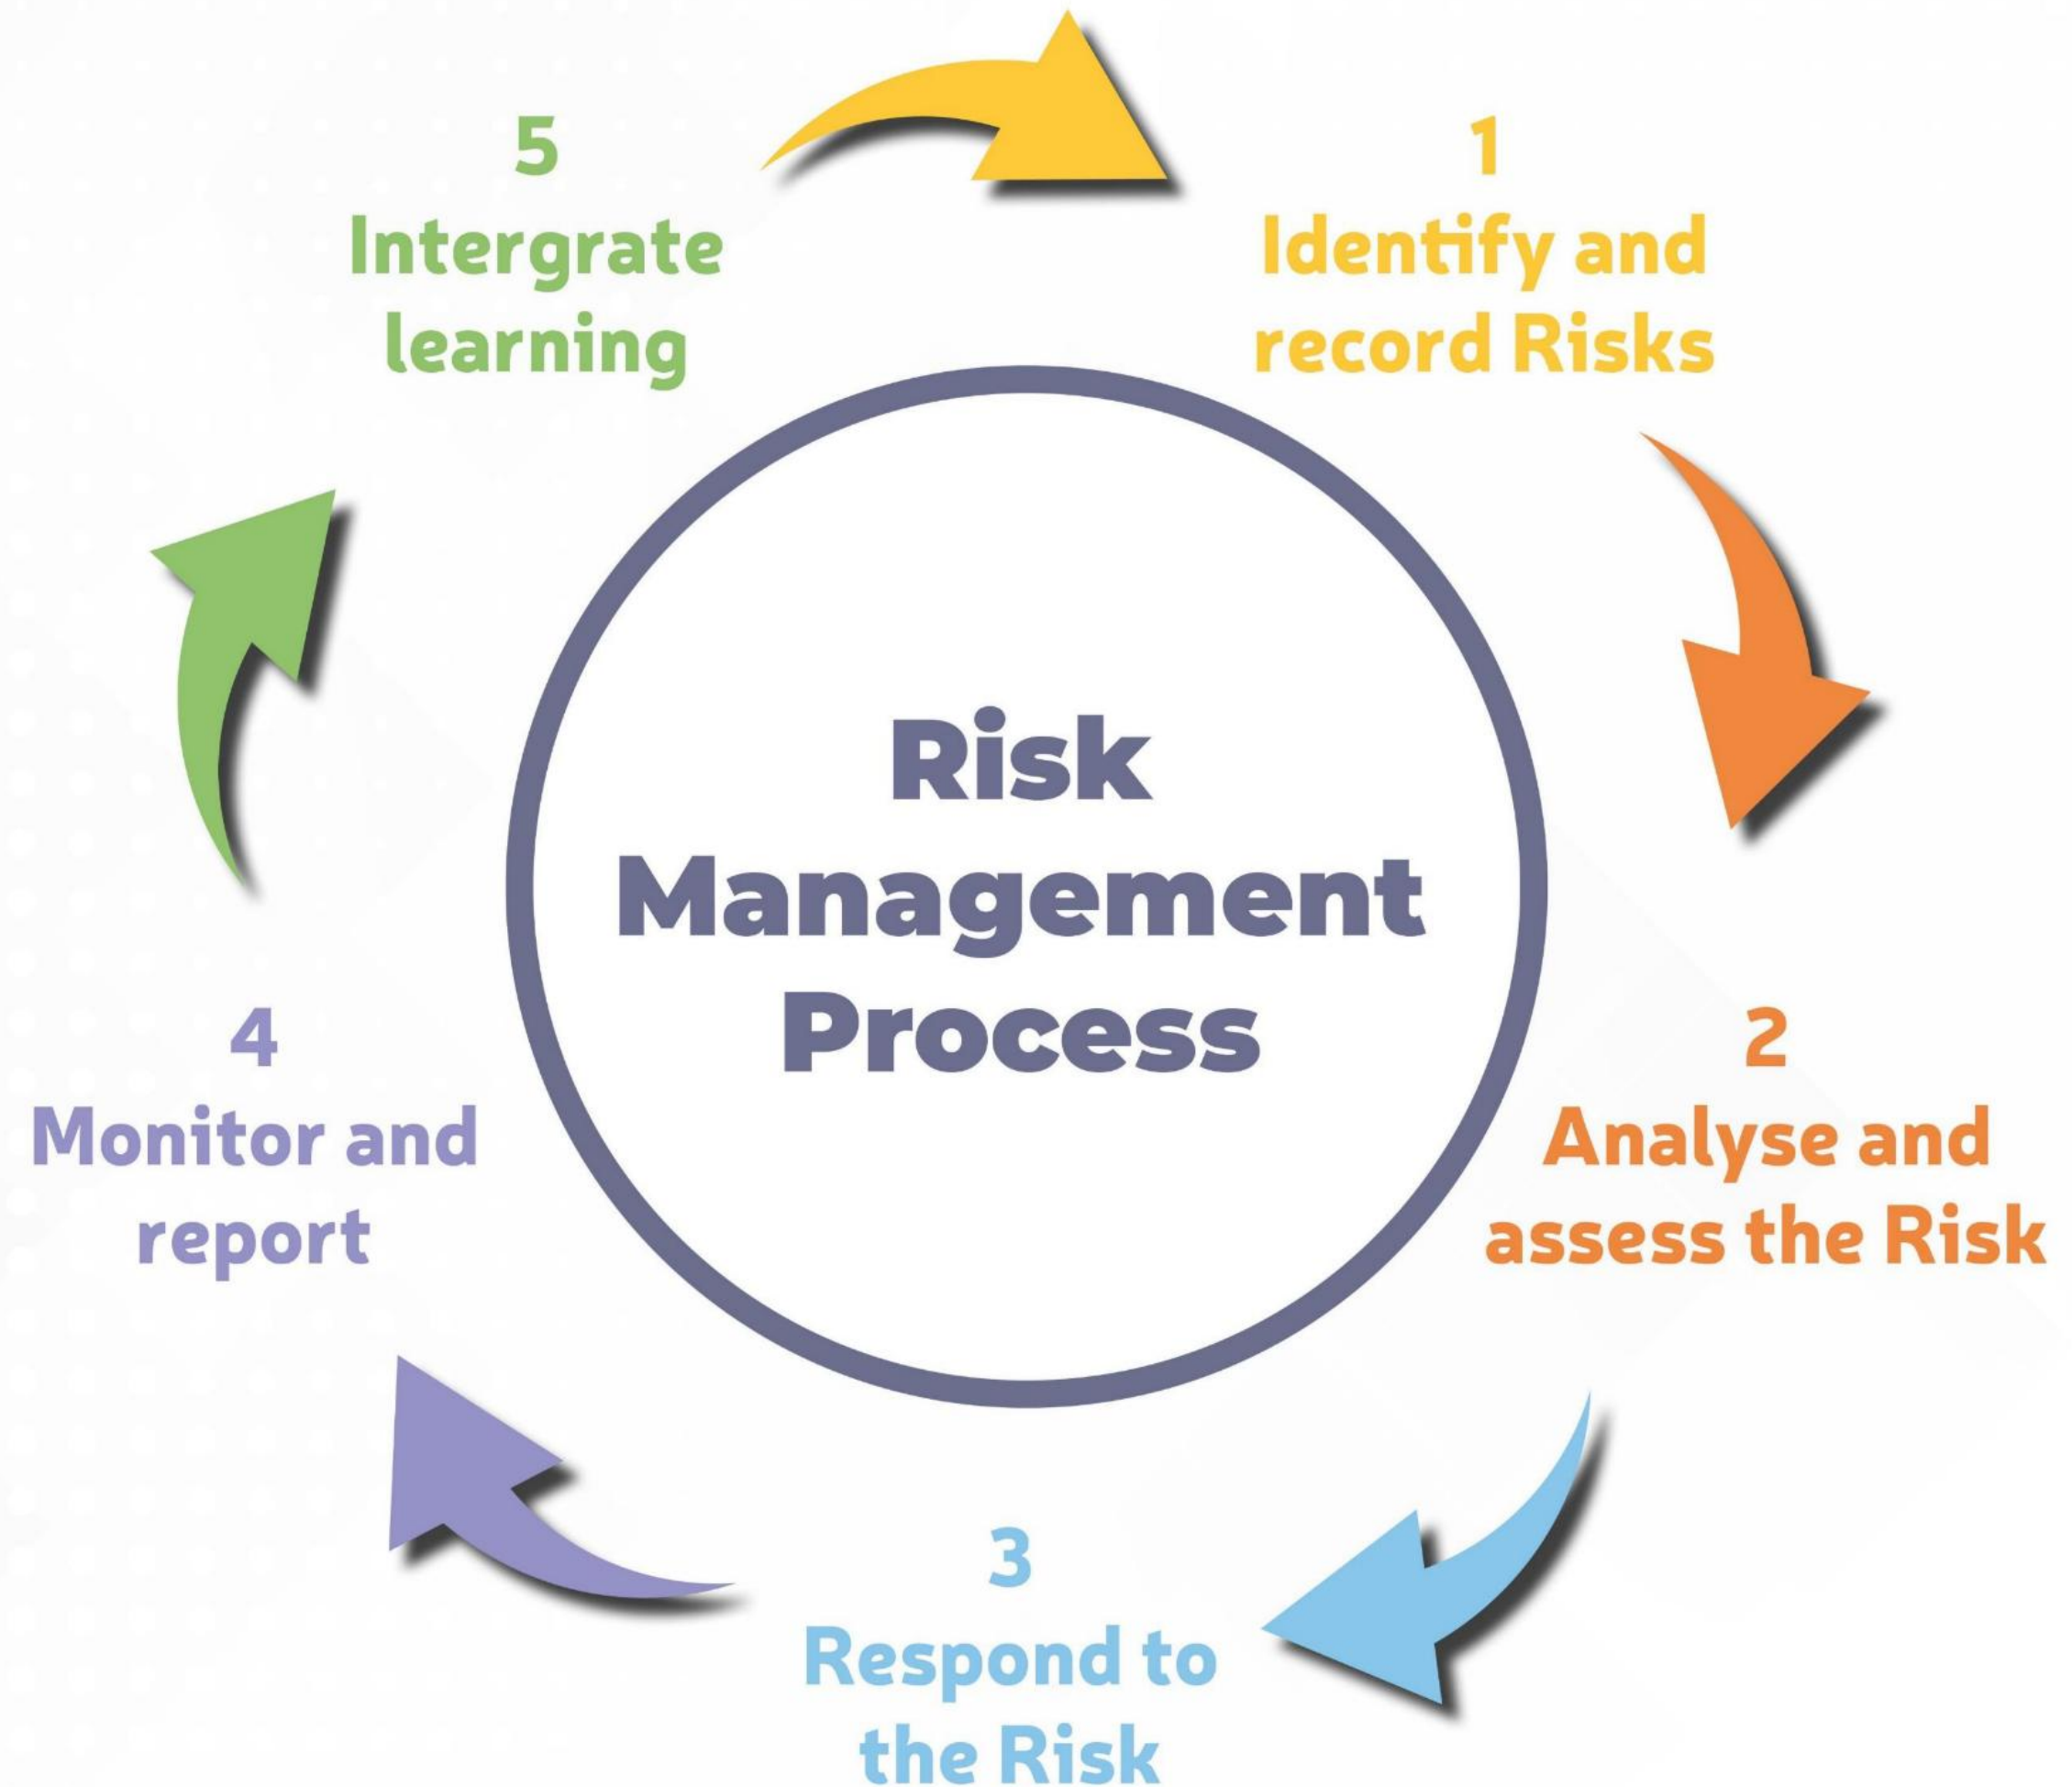 Risk
Management
Process
1
Identify and
record Risks
2
Analyse and
assess the Risk
3
Respond to
the Risk
4
Monitor and
report
5
Intergrate
learning